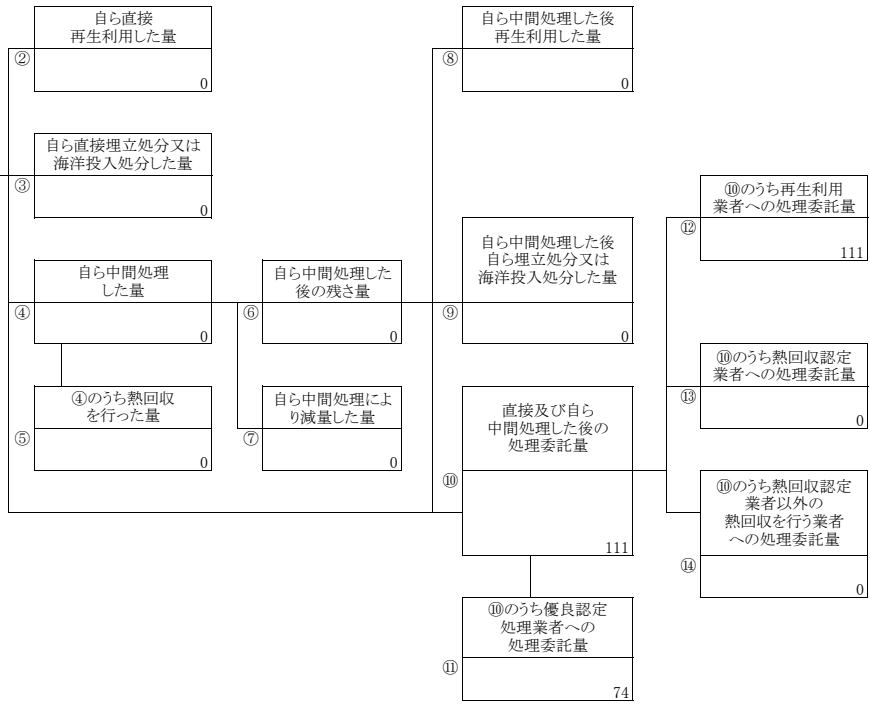 自ら直接
再生利用した量
②
0
自ら直接埋立処分又は
海洋投入処分した量
③
0
自ら中間処理
した量
④
0
④のうち熱回収
を行った量
⑤
0
自ら中間処理した
後の残さ量
⑥
0
自ら中間処理によ
り減量した量
⑦
0
自ら中間処理した後
再生利用した量
⑧
0
自ら中間処理した後
自ら埋立処分又は
海洋投入処分した量
⑨
0
直接及び自ら
中間処理した後の
処理委託量
⑩
111
⑩のうち優良認定
処理業者への
処理委託量
⑪
74
⑩のうち再生利用
業者への処理委託量
⑫
111
⑩のうち熱回収認定
業者への処理委託量
⑬
0
⑩のうち熱回収認定
業者以外の
熱回収を行う業者
への処理委託量
⑭
0